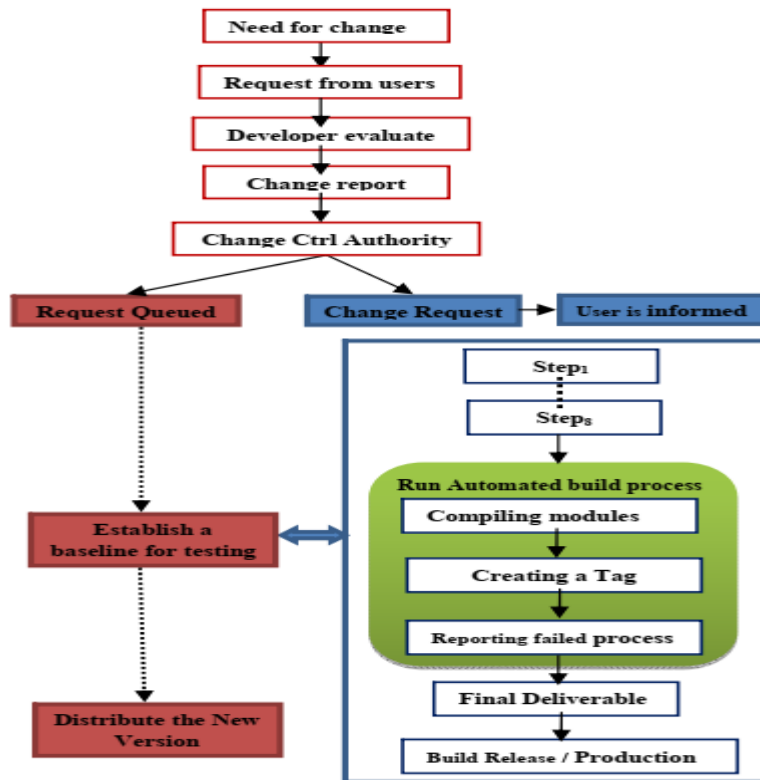 Need for change
Request from users
Developer evaluate
Change report
Change Ctrl Authority
Request Queued
Change Request
User is informed
Step₁
Step₈
Run Automated build process
Compiling modules
Establish a
baseline for testing
Creating a Tag
Reporting failed process
Final Deliverable
Distribute the New
Version
Build Release / Production